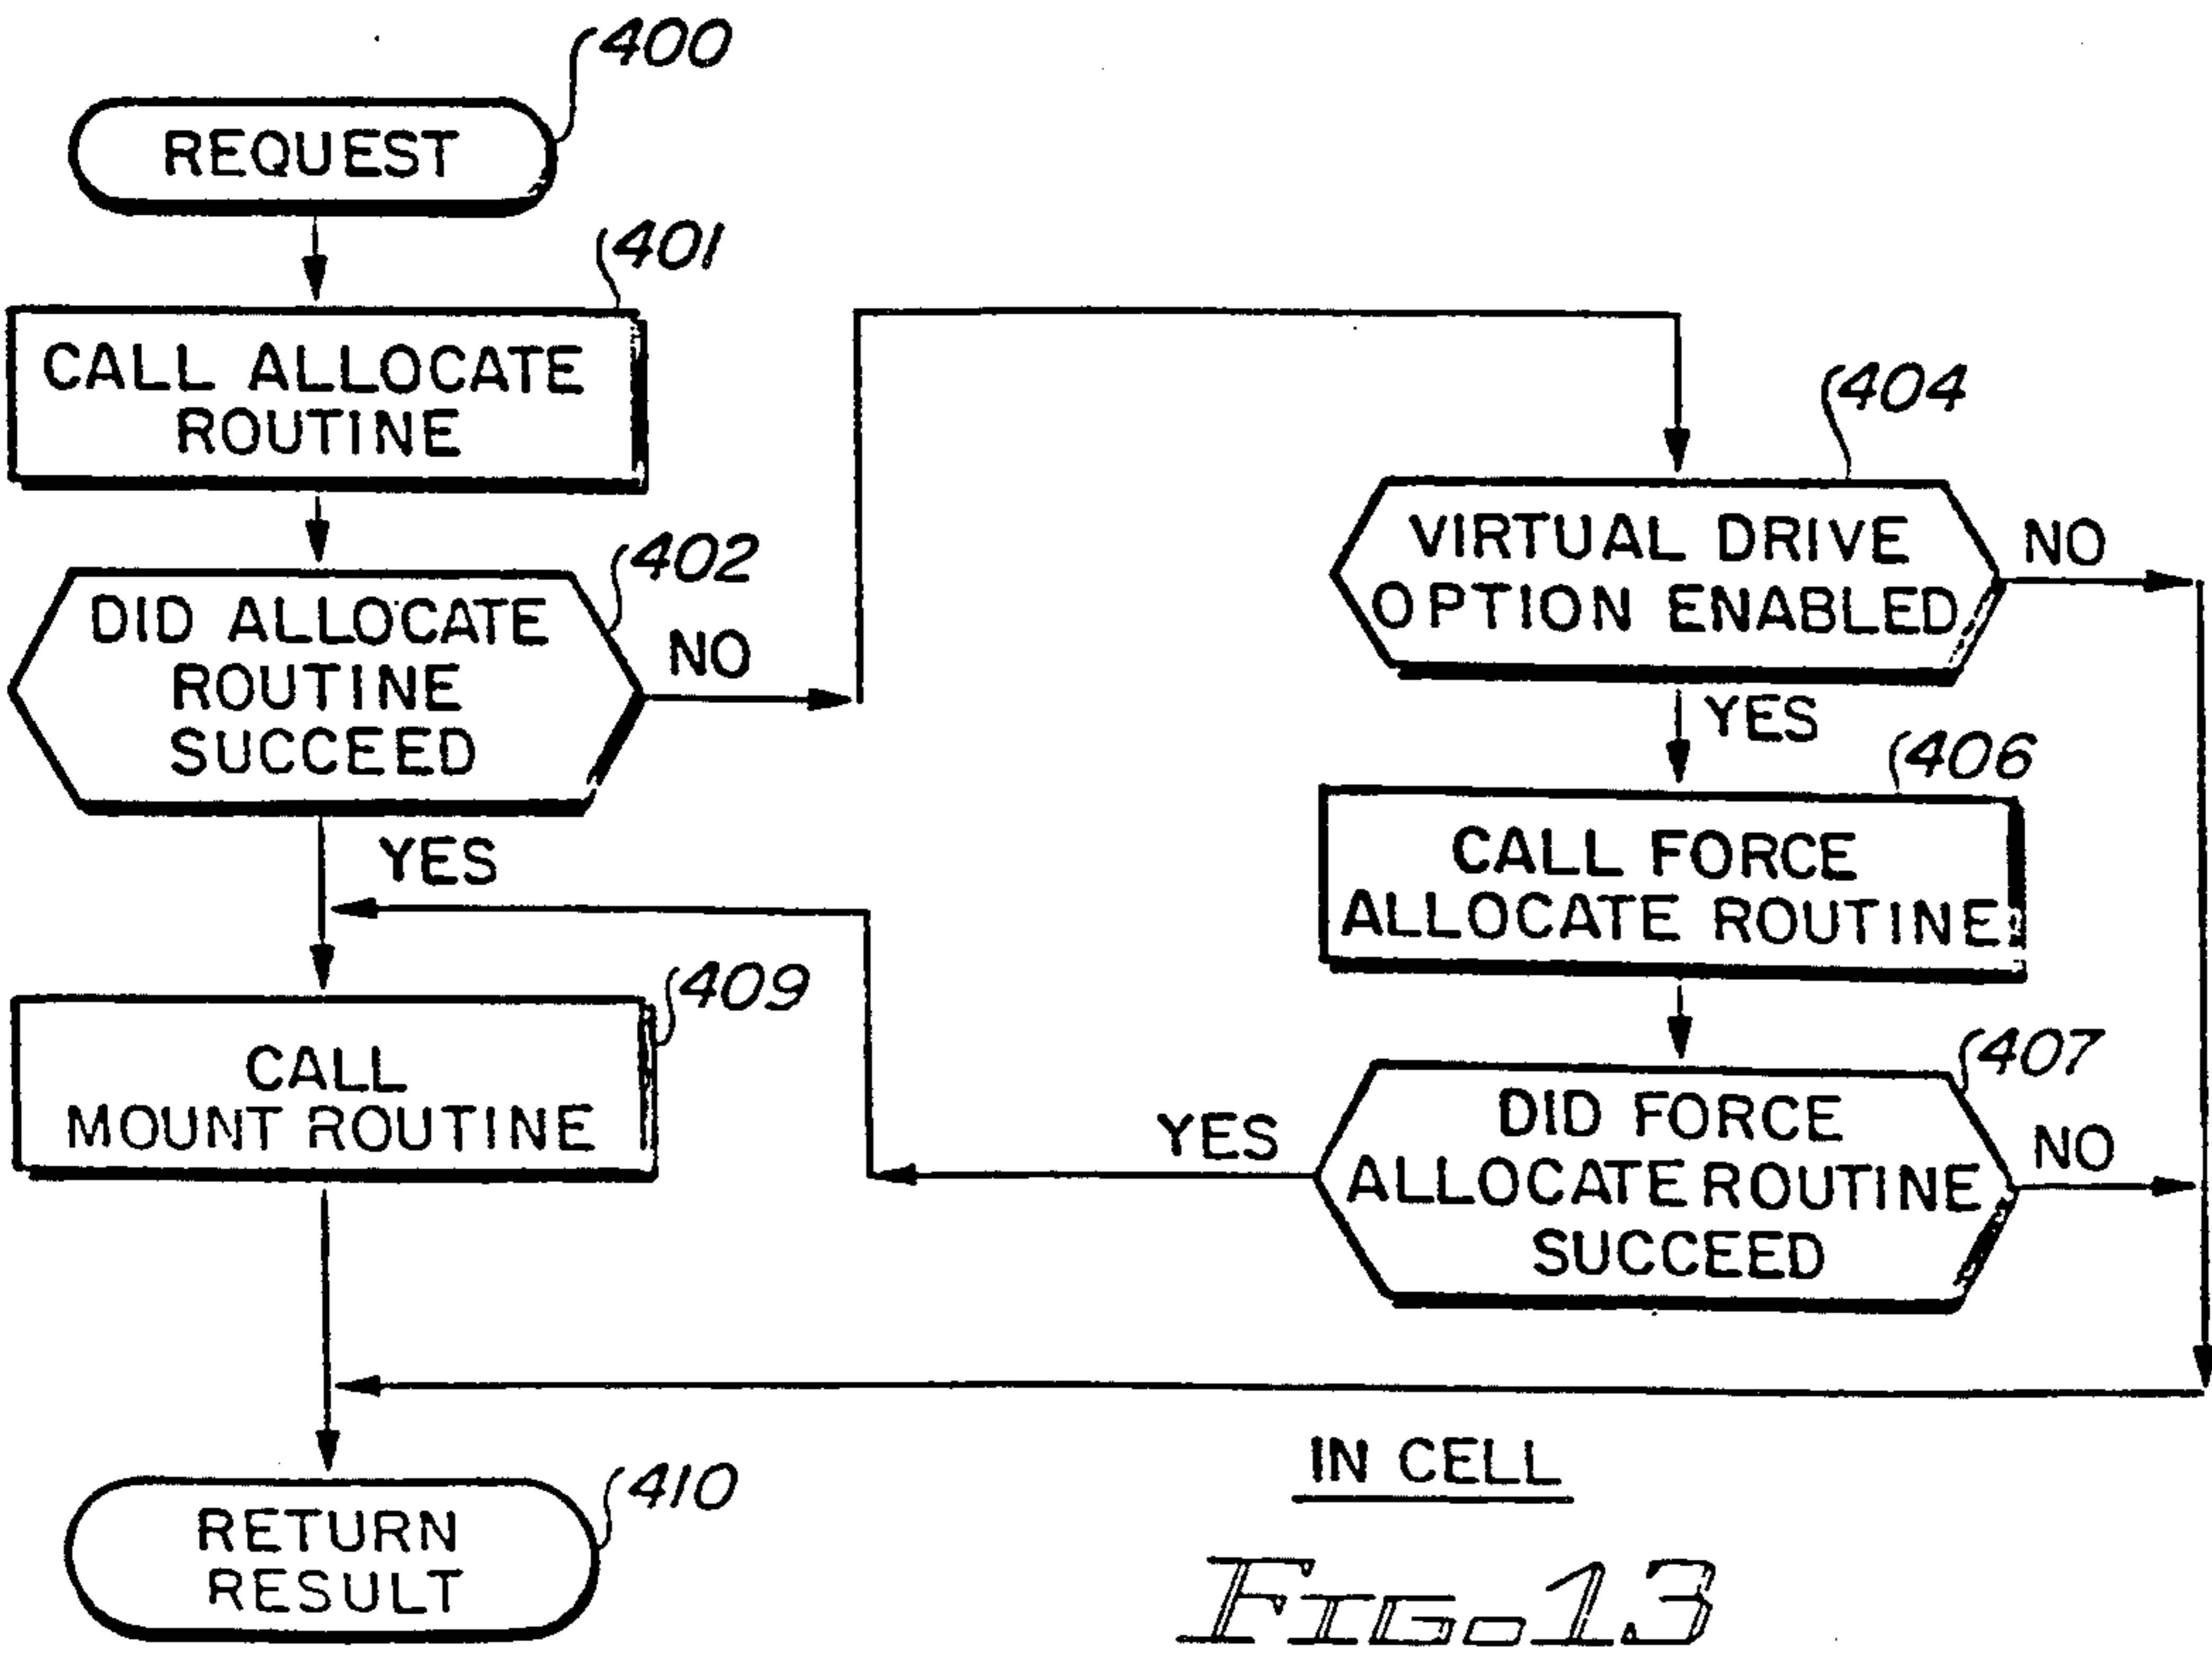 400
REQUEST
401
CALL ALLOCATE
ROUTINE
402
DID ALLOCATE
ROUTINE
SUCCEED
NO
YES
404
VIRTUAL DRIVE
OPTION ENABLED
NO
YES
406
CALL FORCE
ALLOCATE ROUTINE
407
DID FORCE
ALLOCATE ROUTINE
SUCCEED
NO
YES
409
CALL
MOUNT ROUTINE
410
RETURN
RESULT
IN CELL
FIG. 13